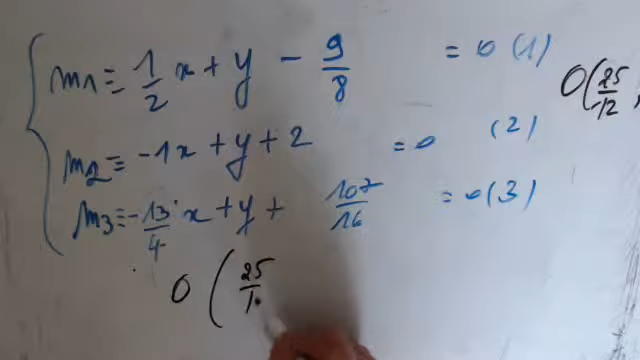 m1 ≡ 1/2 x + y - 9/8 = 0 (1)
O(25/12,
m2 ≡ -1x + y + 2 = 0 (2)
m3 ≡ -13/4 x + y + 107/16 = 0 (3)
O ( 25/1